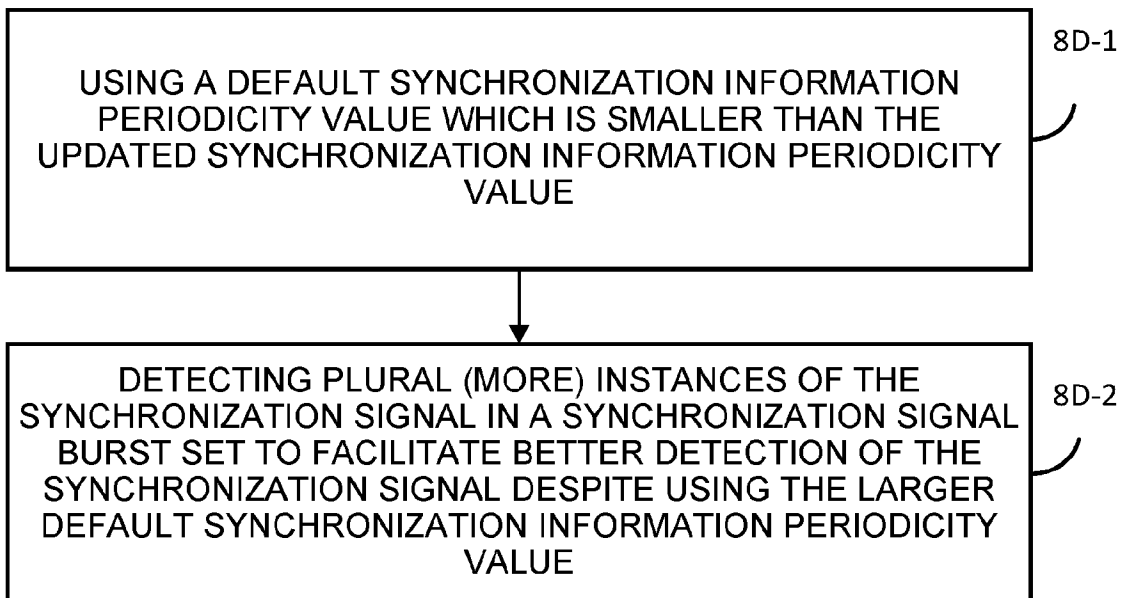 8D-1
USING A DEFAULT SYNCHRONIZATION INFORMATION
PERIODICITY VALUE WHICH IS SMALLER THAN THE
UPDATED SYNCHRONIZATION INFORMATION PERIODICITY
VALUE
8D-2
DETECTING PLURAL (MORE) INSTANCES OF THE
SYNCHRONIZATION SIGNAL IN A SYNCHRONIZATION SIGNAL
BURST SET TO FACILITATE BETTER DETECTION OF THE
SYNCHRONIZATION SIGNAL DESPITE USING THE LARGER
DEFAULT SYNCHRONIZATION INFORMATION PERIODICITY
VALUE